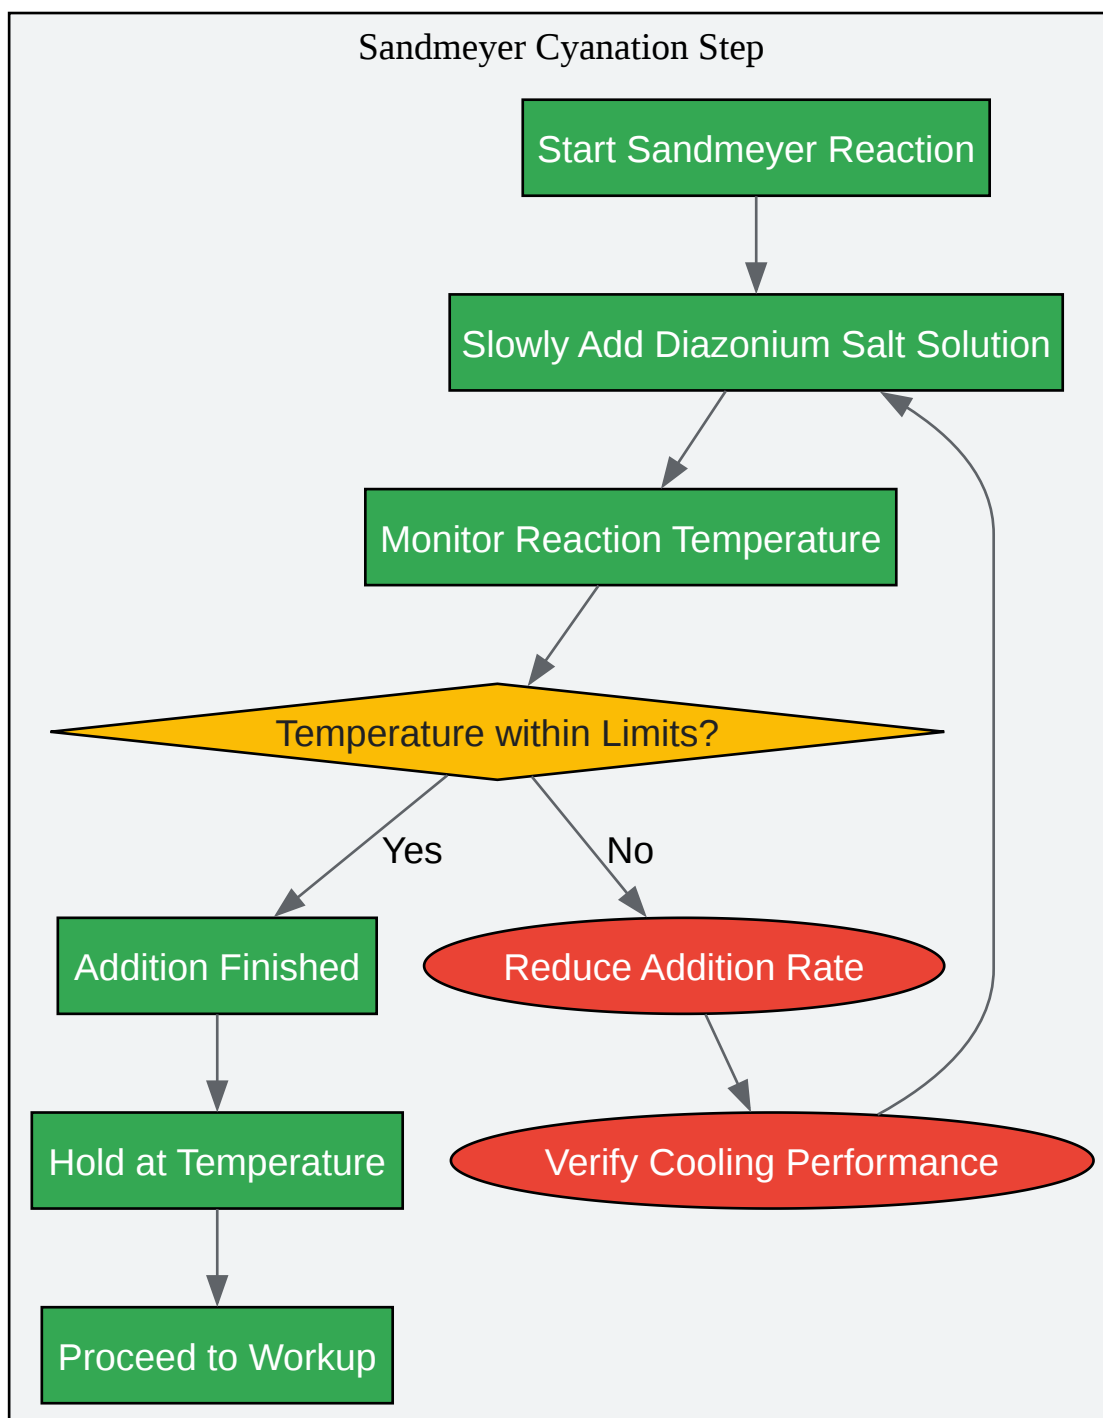 Sandmeyer Cyanation Step
Start Sandmeyer Reaction
Slowly Add Diazonium Salt Solution
Monitor Reaction Temperature
Temperature within Limits?
Yes
No
Addition Finished
Reduce Addition Rate
Hold at Temperature
Verify Cooling Performance
Proceed to Workup